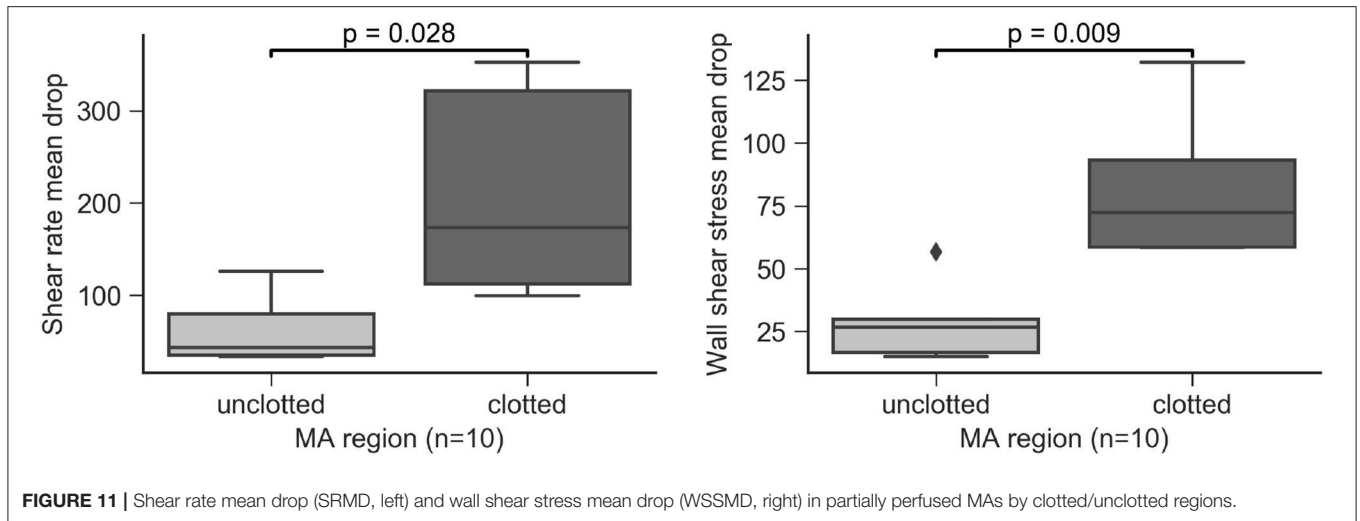 p = 0.028
Shear rate mean drop
300
200
100
unclotted
clotted
MA region (n=10)
p = 0.009
Wall shear stress mean drop
125
100
75
50
25
unclotted
clotted
MA region (n=10)
FIGURE 11 | Shear rate mean drop (SRMD, left) and wall shear stress mean drop (WSSMD, right) in partially perfused MAs by clotted/unclotted regions.